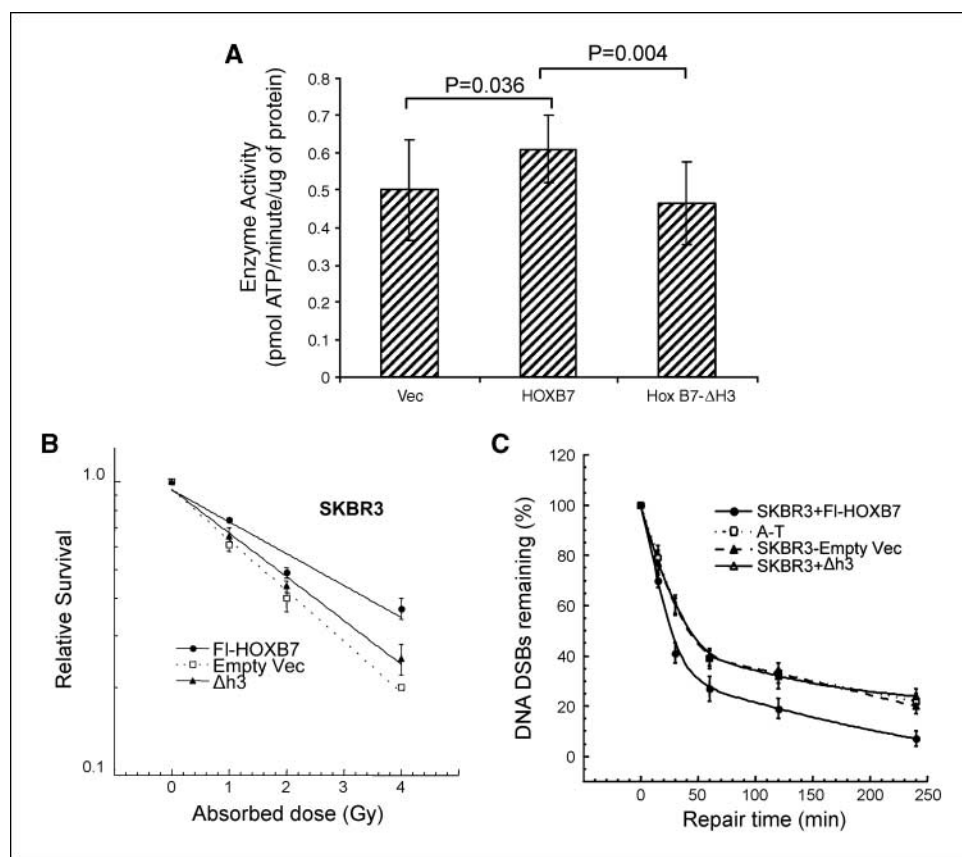 A
P=0.004
P=0.036
0.8
0.7
0.6
0.5
0.4
0.3
0.2
0.1
0
Enzyme Activity
(pmol ATP/minute/ug of protein)
Vec
HOXB7
Hox B7-ΔH3
B
SKBR3
1.0
0.1
Relative Survival
Fl-HOXB7
Empty Vec
Δh3
0 1 2 3 4
Absorbed dose (Gy)
C
120
100
80
60
40
20
0
DNA DSBs remaining (%)
SKBR3+Fl-HOXB7
A-T
SKBR3-Empty Vec
SKBR3+Δh3
0 50 100 150 200 250
Repair time (min)